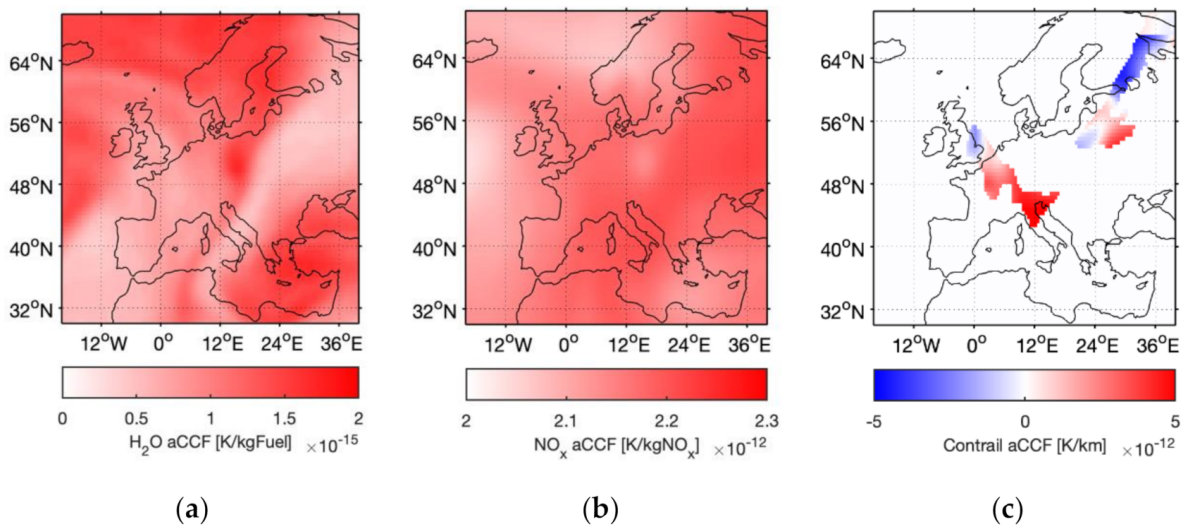 64°N
56°N
48°N
40°N
32°N
12°W 0° 12°E 24°E 36°E
0 0.5 1 1.5 2
H₂O aCCF [K/kgFuel] ×10⁻¹⁵
(a)
64°N
56°N
48°N
40°N
32°N
12°W 0° 12°E 24°E 36°E
2 2.1 2.2 2.3
NOₓ aCCF [K/kgNOₓ] ×10⁻¹²
(b)
64°N
56°N
48°N
40°N
32°N
12°W 0° 12°E 24°E 36°E
-5 0 5
Contrail aCCF [K/km] ×10⁻¹²
(c)